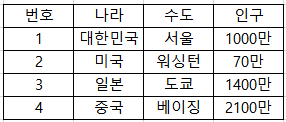 번호 나라 수도 인구
1 대한민국 서울 1000만
2 미국 워싱턴 70만
3 일본 도쿄 1400만
4 중국 베이징 2100만